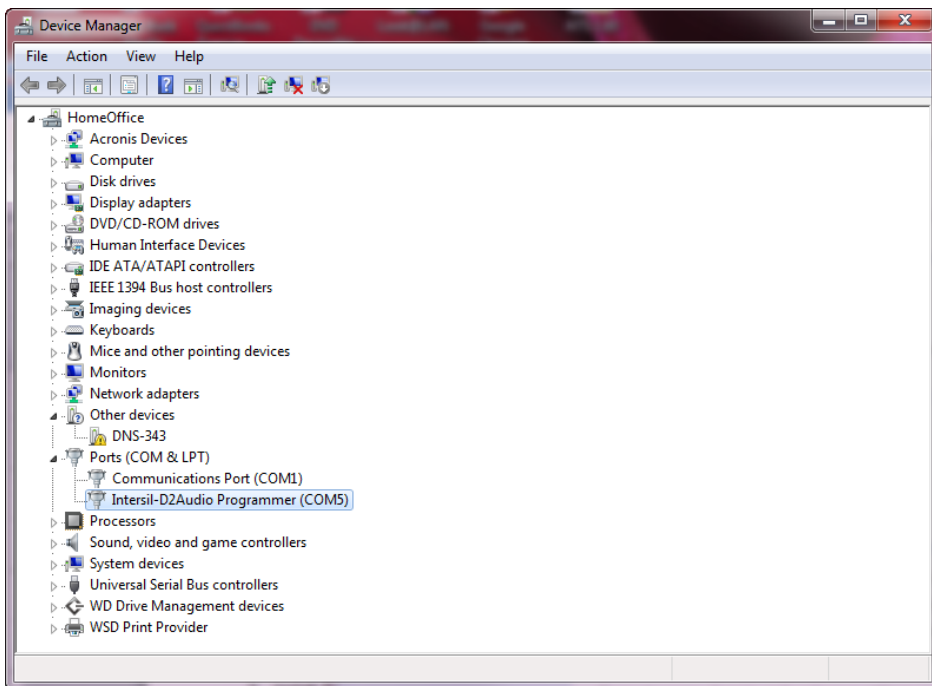 Device Manager
File Action View Help
HomeOffice
Acronis Devices
Computer
Disk drives
Display adapters
DVD/CD-ROM drives
Human Interface Devices
IDE ATA/ATAPI controllers
IEEE 1394 Bus host controllers
Imaging devices
Keyboards
Mice and other pointing devices
Monitors
Network adapters
Other devices
DNS-343
Ports (COM & LPT)
Communications Port (COM1)
Intersil-D2Audio Programmer (COM5)
Processors
Sound, video and game controllers
System devices
Universal Serial Bus controllers
WD Drive Management devices
WSD Print Provider